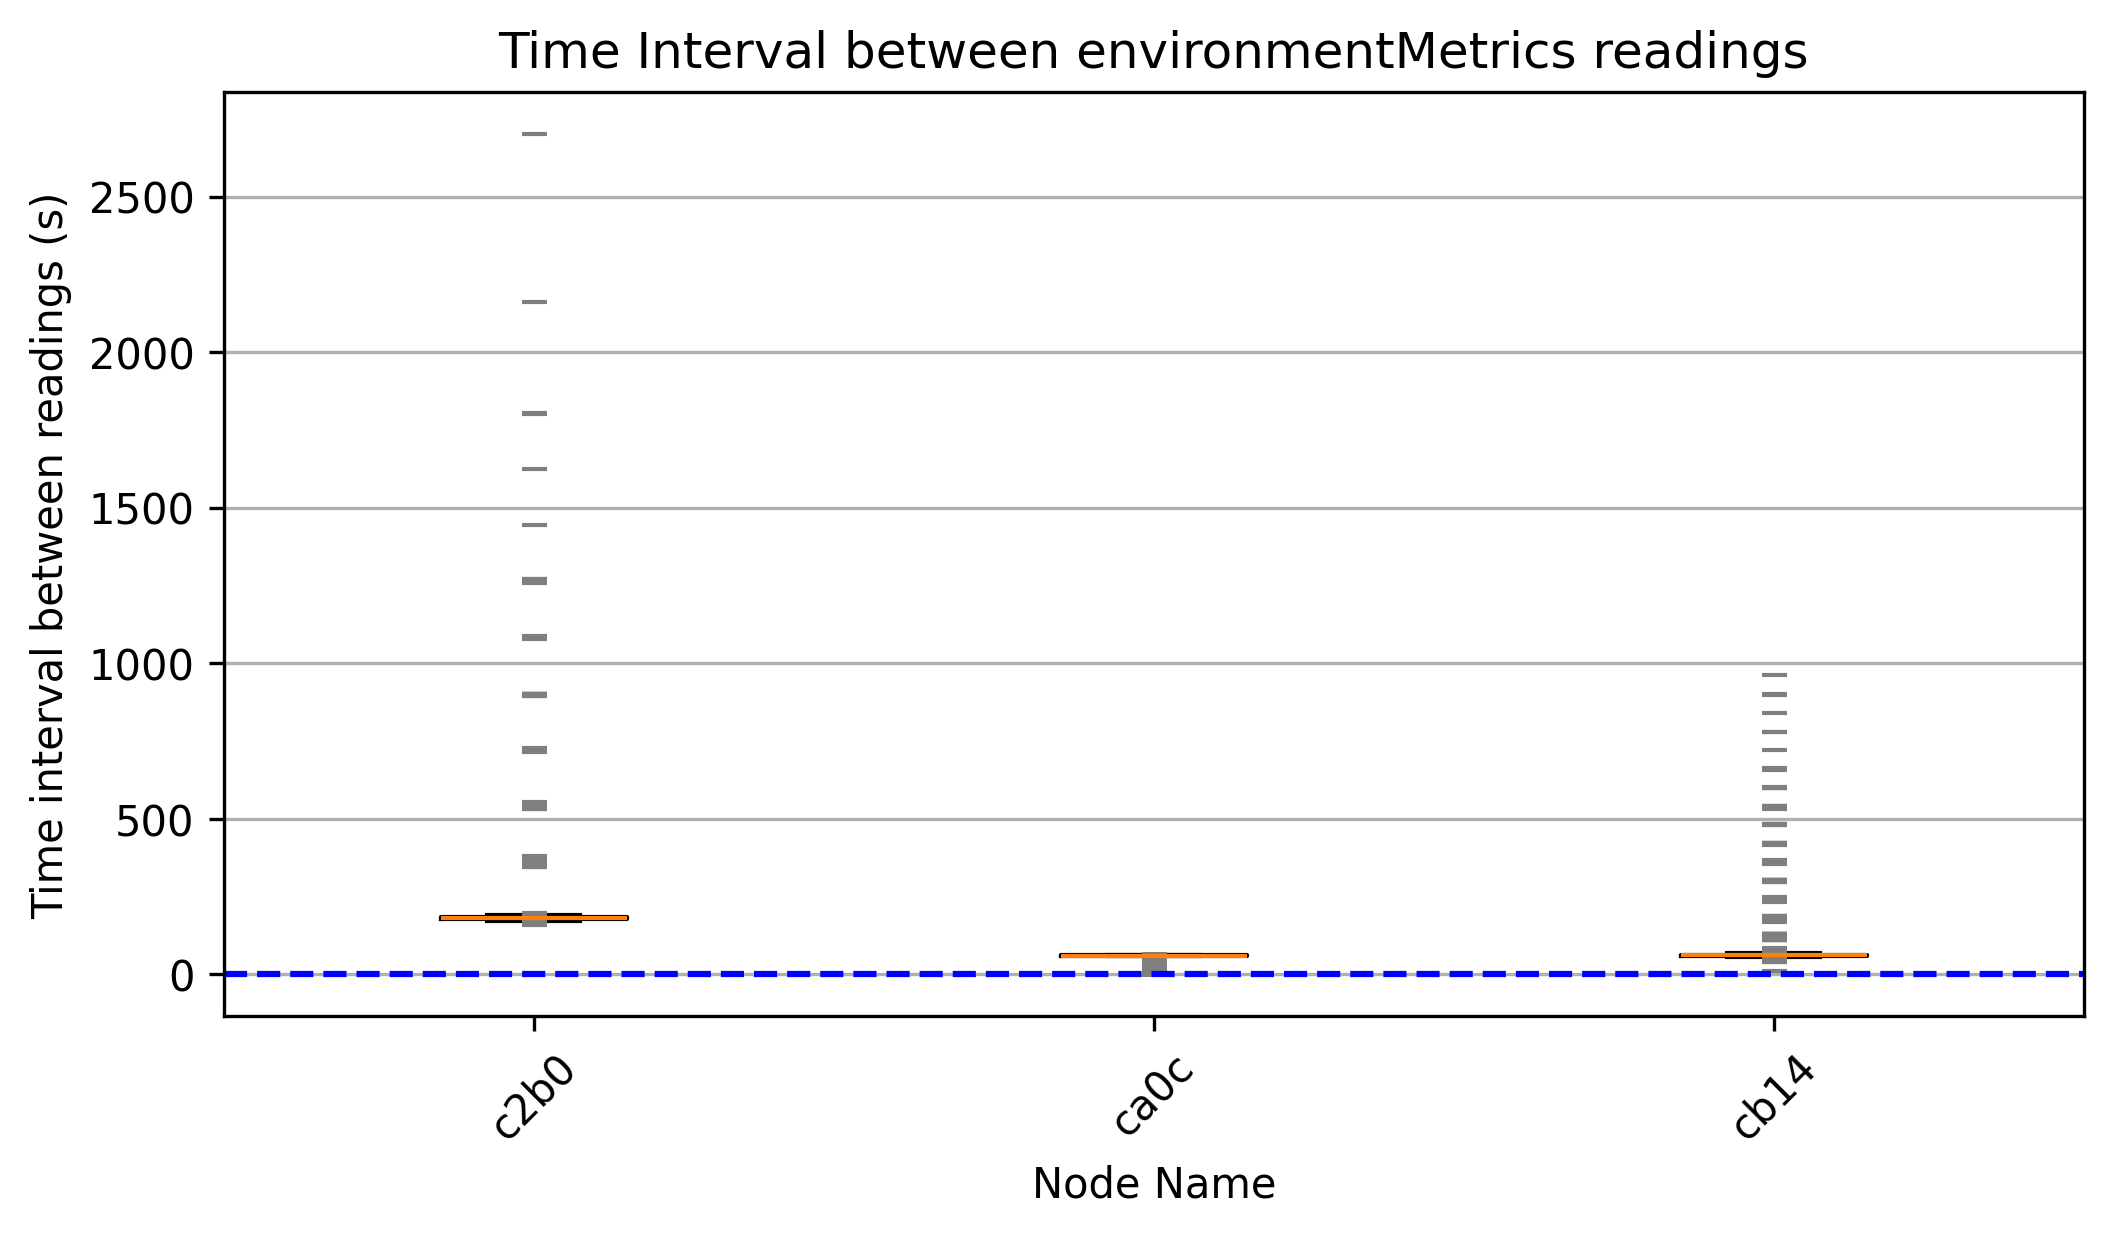 Time Interval between environmentMetrics readings
Time interval between readings (s)
2500
2000
1500
1000
500
0
c2b0
ca0c
cb14
Node Name